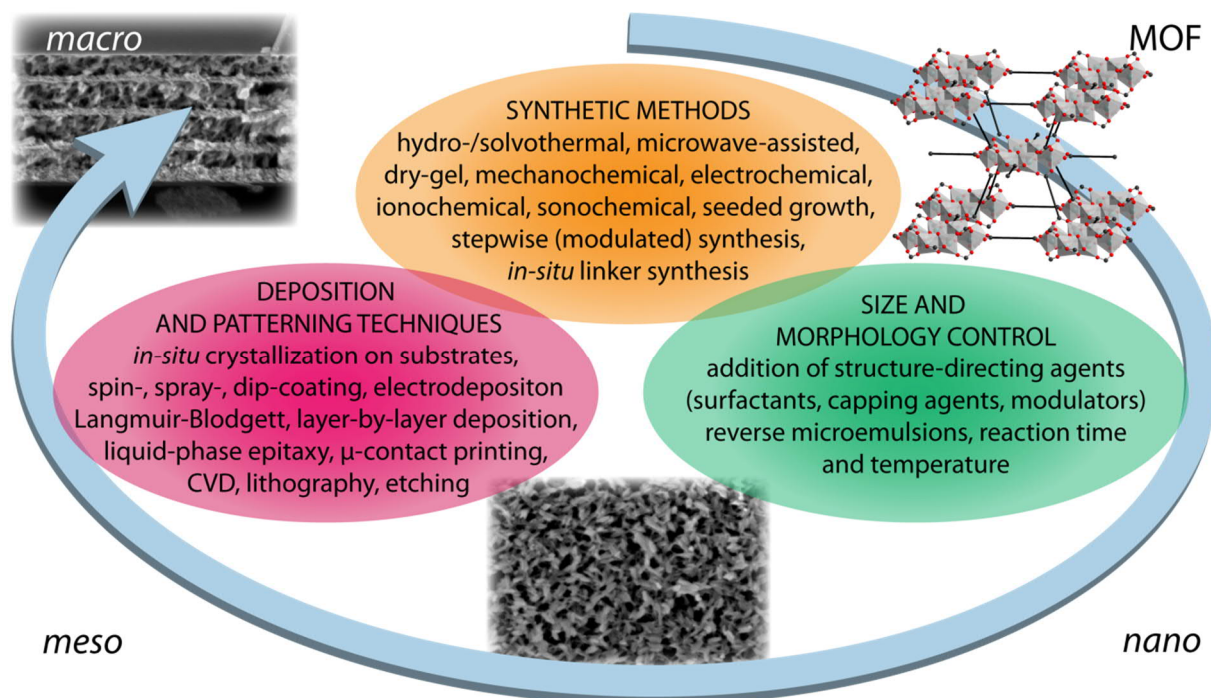 macro
MOF
SYNTHETIC METHODS
hydro-/solvothermal, microwave-assisted,
dry-gel, mechanochemical, electrochemical,
ionochemical, sonochemical, seeded growth,
stepwise (modulated) synthesis,
in-situ linker synthesis
DEPOSITION
AND PATTERNING TECHNIQUES
in-situ crystallization on substrates,
spin-, spray-, dip-coating, electrodepositon
Langmuir-Blodgett, layer-by-layer deposition,
liquid-phase epitaxy, μ-contact printing,
CVD, lithography, etching
SIZE AND
MORPHOLOGY CONTROL
addition of structure-directing agents
(surfactants, capping agents, modulators)
reverse microemulsions, reaction time
and temperature
meso
nano